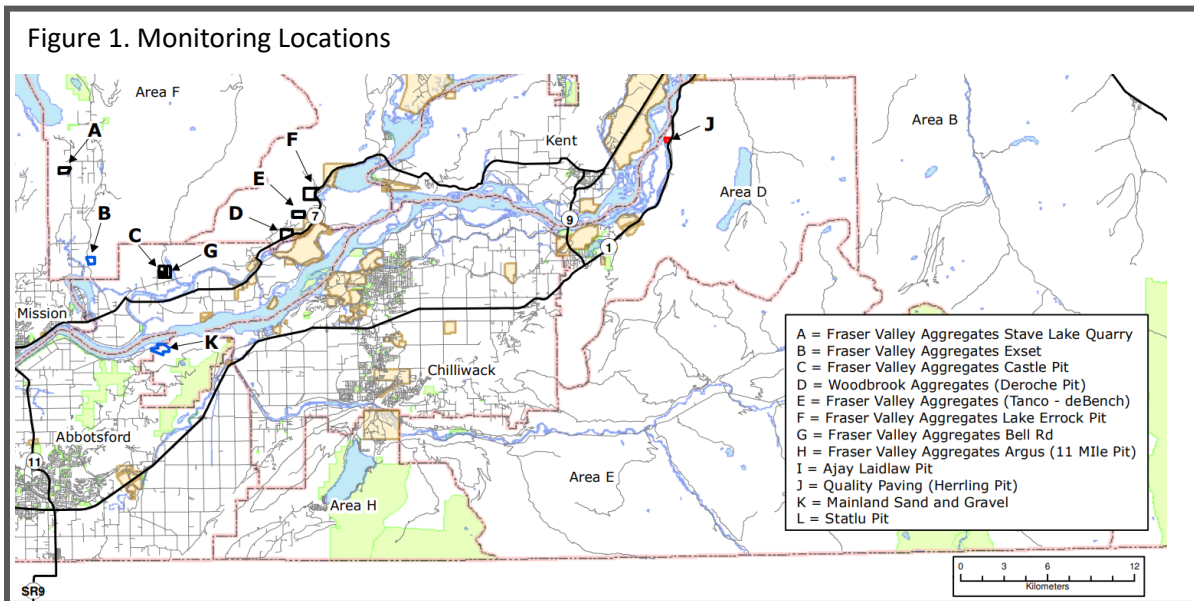 Figure 1. Monitoring Locations
Area F
A
F
Kent
J
Area B
E
Area D
7
D
9
B
1
C
G
Mission
K
A = Fraser Valley Aggregates Stave Lake Quarry
B = Fraser Valley Aggregates Exset
C = Fraser Valley Aggregates Castle Pit
D = Woodbrook Aggregates (Deroche Pit)
E = Fraser Valley Aggregates (Tanco - deBench)
F = Fraser Valley Aggregates Lake Errock Pit
G = Fraser Valley Aggregates Bell Rd
H = Fraser Valley Aggregates Argus (11 MIle Pit)
I = Ajay Laidlaw Pit
J = Quality Paving (Herrling Pit)
K = Mainland Sand and Gravel
L = Statlu Pit
Chilliwack
Abbotsford
11
Area E
Area H
0 3 6 12
Kilometers
SR9